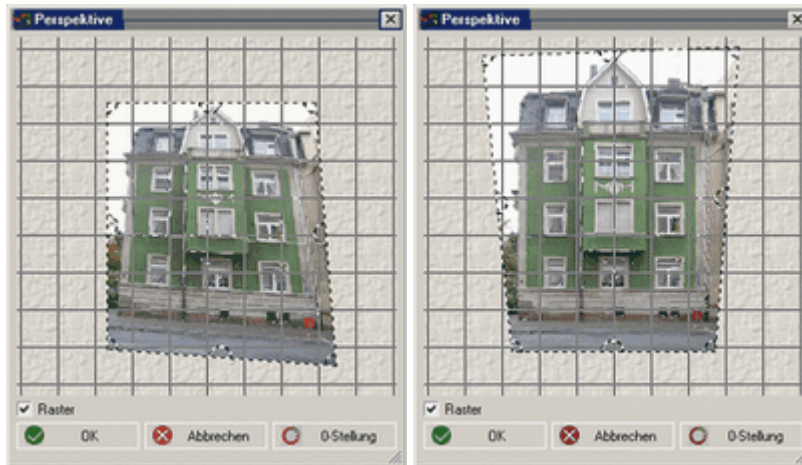 Perspektive
Raster
OK Abbrechen 0-Stellung
Perspektive
Raster
OK Abbrechen 0-Stellung